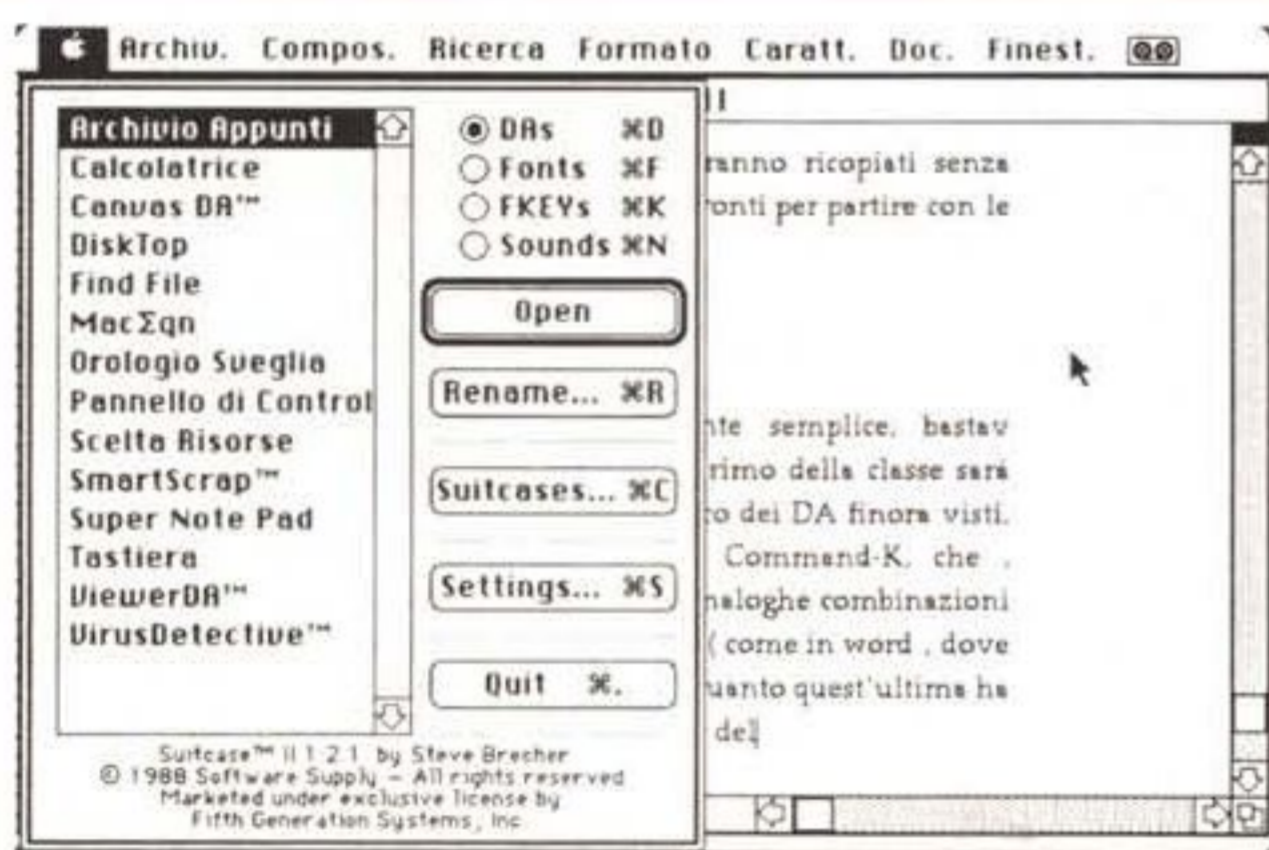 Archiv. Compos. Ricerca Formato Caratt. Doc. Finest.
Archivio Appunti
Calcolatrice
Canvas DA™
DiskTop
Find File
MacΣqn
Orologio Sveglia
Pannello di Control
Scelta Risorse
SmartScrap™
Super Note Pad
Tastiera
ViewerDA™
VirusDetective™
DAs ⌘D
Fonts ⌘F
FKEYs ⌘K
Sounds ⌘N
Open
Rename... ⌘R
Suitcases... ⌘C
Settings... ⌘S
Quit ⌘.
Suitcase™ II 1.2.1 by Steve Brecher
© 1988 Software Supply – All rights reserved
Marketed under exclusive license by
Fifth Generation Systems, Inc
ranno ricopiati senza
ronti per partire con le
nte semplice, bastav
rimo della classe sarà
ro dei DA finora visti.
Command-K, che ,
naloghe combinazioni
( come in word , dove
uanto quest'ultima ha
del